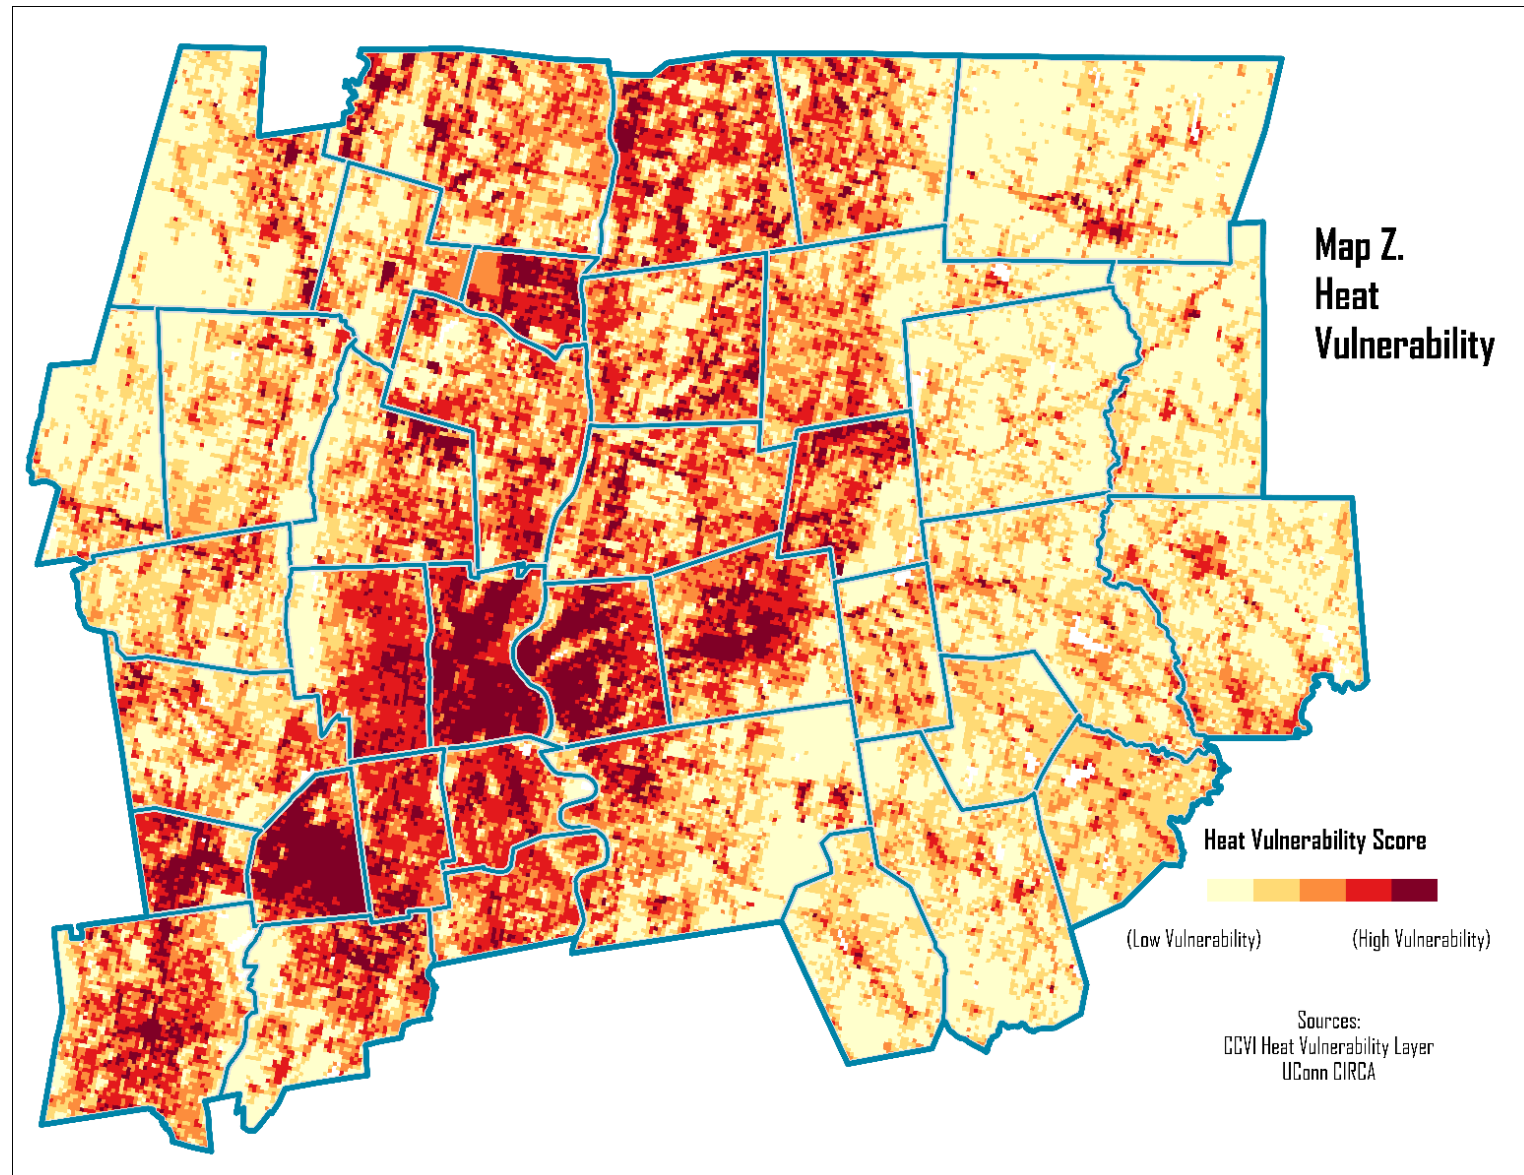 Map Z.
Heat
Vulnerability
Heat Vulnerability Score
(Low Vulnerability) (High Vulnerability)
Sources:
CCVI Heat Vulnerability Layer
UConn CIRCA